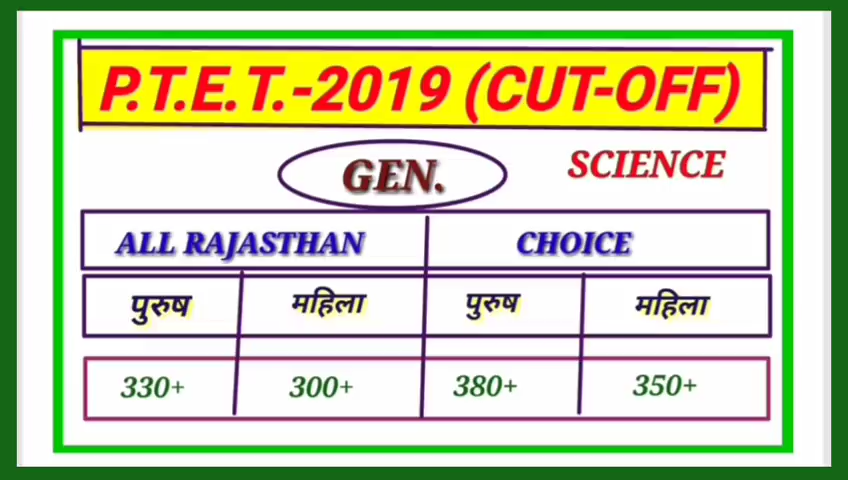 P.T.E.T.-2019 (CUT-OFF)
GEN. SCIENCE
ALL RAJASTHAN CHOICE
पुरुष महिला पुरुष महिला
330+ 300+ 380+ 350+